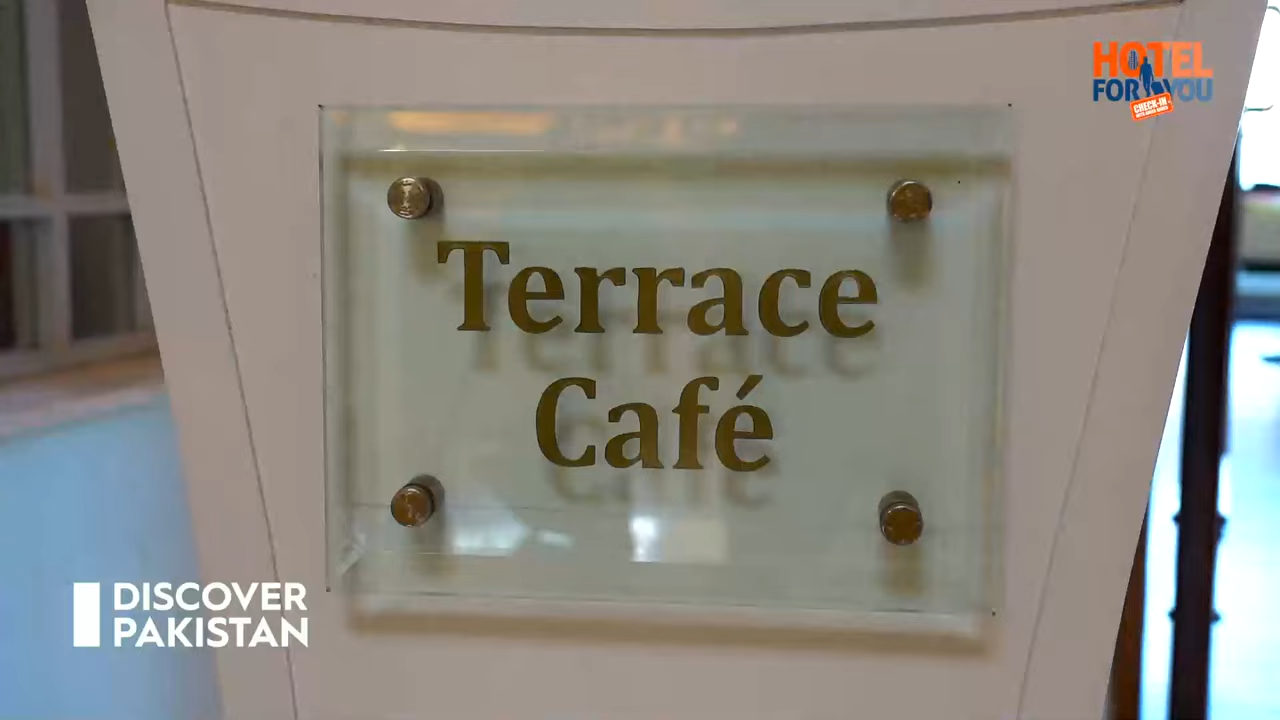 HOTEL
FOR YOU
CHECK-IN
Terrace
Café
DISCOVER
PAKISTAN